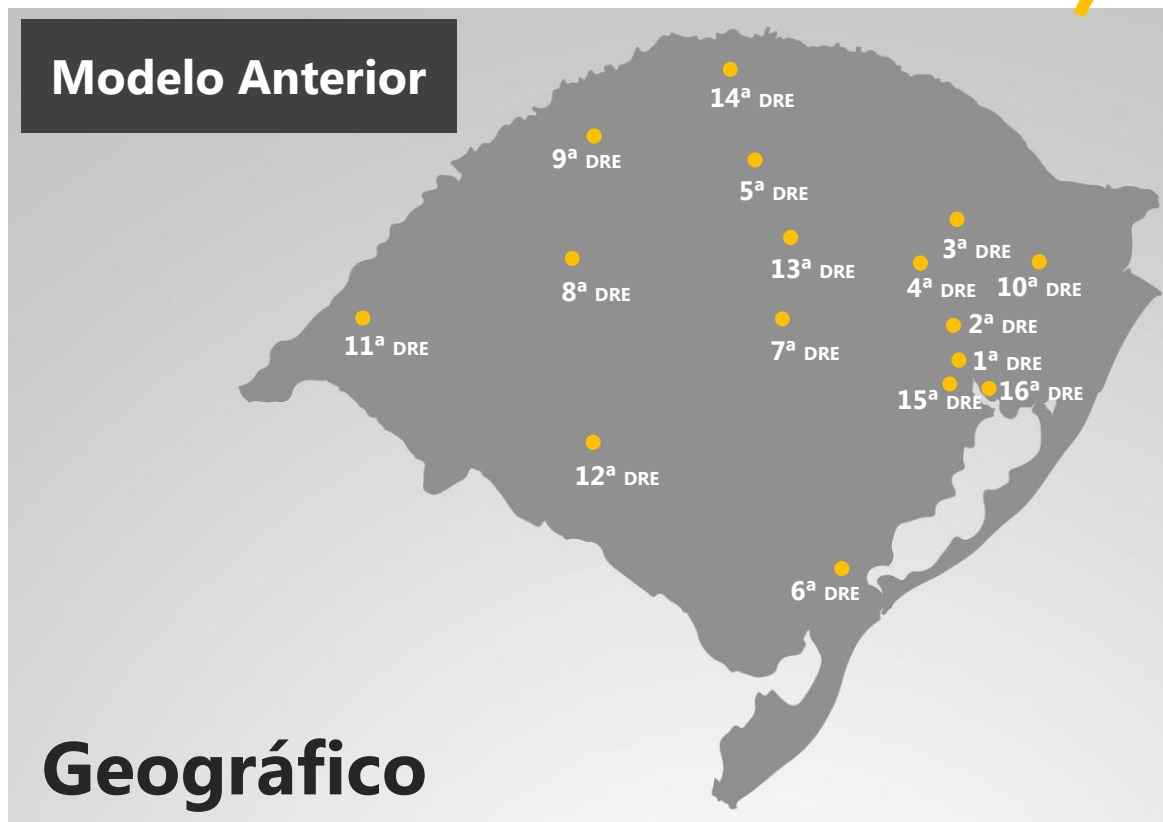 Modelo Anterior
14ª DRE
9ª DRE
5ª DRE
3ª DRE
13ª DRE
4ª DRE
10ª DRE
8ª DRE
2ª DRE
11ª DRE
7ª DRE
1ª DRE
15ª DRE
16ª DRE
12ª DRE
6ª DRE
Geográfico